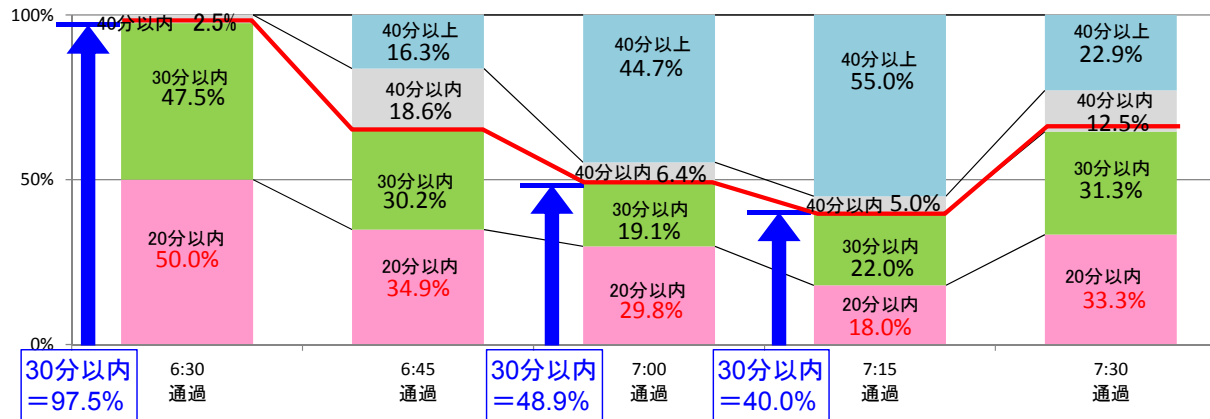 100%
50%
0%
40分以内 2.5%
30分以内
47.5%
20分以内
50.0%
40分以上
16.3%
40分以内
18.6%
30分以内
30.2%
20分以内
34.9%
40分以上
44.7%
40分以内 6.4%
30分以内
19.1%
20分以内
29.8%
40分以上
55.0%
40分以内 5.0%
30分以内
22.0%
20分以内
18.0%
40分以上
22.9%
40分以内
12.5%
30分以内
31.3%
20分以内
33.3%
30分以内
＝97.5%
6:30
通過
6:45
通過
30分以内
＝48.9%
7:00
通過
30分以内
＝40.0%
7:15
通過
7:30
通過